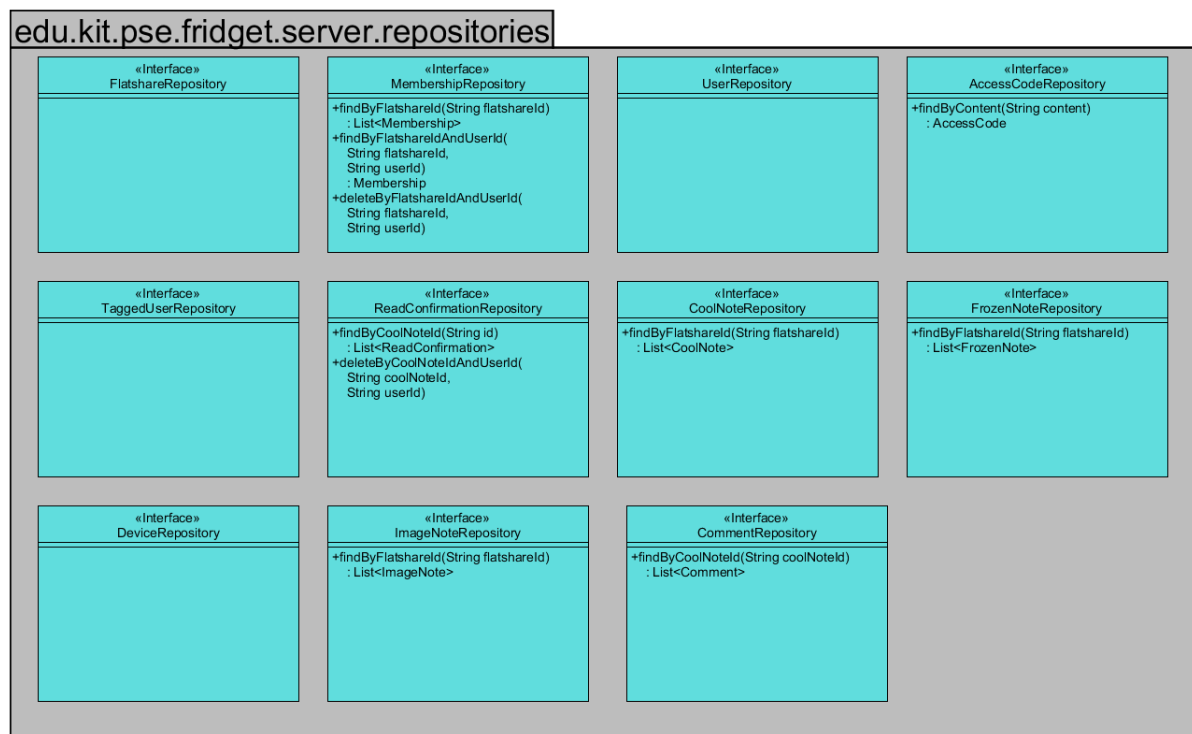 edu.kit.pse.fridget.server.repositories
«Interface»
FlatshareRepository
«Interface»
MembershipRepository
+findByFlatshareId(String flatshareId)
: List<Membership>
+findByFlatshareIdAndUserId(
String flatshareId,
String userId)
: Membership
+deleteByFlatshareIdAndUserId(
String flatshareId,
String userId)
«Interface»
UserRepository
«Interface»
AccessCodeRepository
+findByContent(String content)
: AccessCode
«Interface»
TaggedUserRepository
«Interface»
ReadConfirmationRepository
+findByCoolNoteId(String id)
: List<ReadConfirmation>
+deleteByCoolNoteIdAndUserId(
String coolNoteId,
String userId)
«Interface»
CoolNoteRepository
+findByFlatshareId(String flatshareId)
: List<CoolNote>
«Interface»
FrozenNoteRepository
+findByFlatshareId(String flatshareId)
: List<FrozenNote>
«Interface»
DeviceRepository
«Interface»
ImageNoteRepository
+findByFlatshareId(String flatshareId)
: List<ImageNote>
«Interface»
CommentRepository
+findByCoolNoteId(String coolNoteId)
: List<Comment>